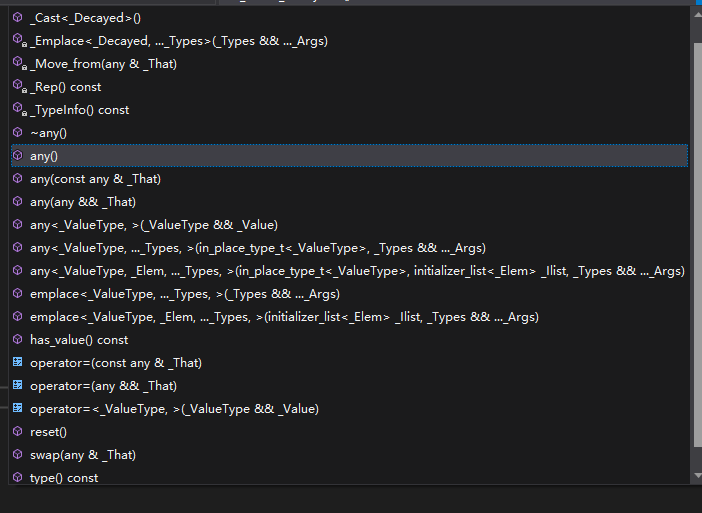 _Cast<_Decayed>()
_Emplace<_Decayed, ..._Types>(_Types && ..._Args)
_Move_from(any & _That)
_Rep() const
_TypeInfo() const
~any()
any()
any(const any & _That)
any(any && _That)
any<_ValueType, >(_ValueType && _Value)
any<_ValueType, ..._Types, >(in_place_type_t<_ValueType>, _Types && ..._Args)
any<_ValueType, _Elem, ..._Types, >(in_place_type_t<_ValueType>, initializer_list<_Elem> _Ilist, _Types && ..._Args)
emplace<_ValueType, ..._Types, >(_Types && ..._Args)
emplace<_ValueType, _Elem, ..._Types, >(initializer_list<_Elem> _Ilist, _Types && ..._Args)
has_value() const
operator=(const any & _That)
operator=(any && _That)
operator=<_ValueType, >(_ValueType && _Value)
reset()
swap(any & _That)
type() const